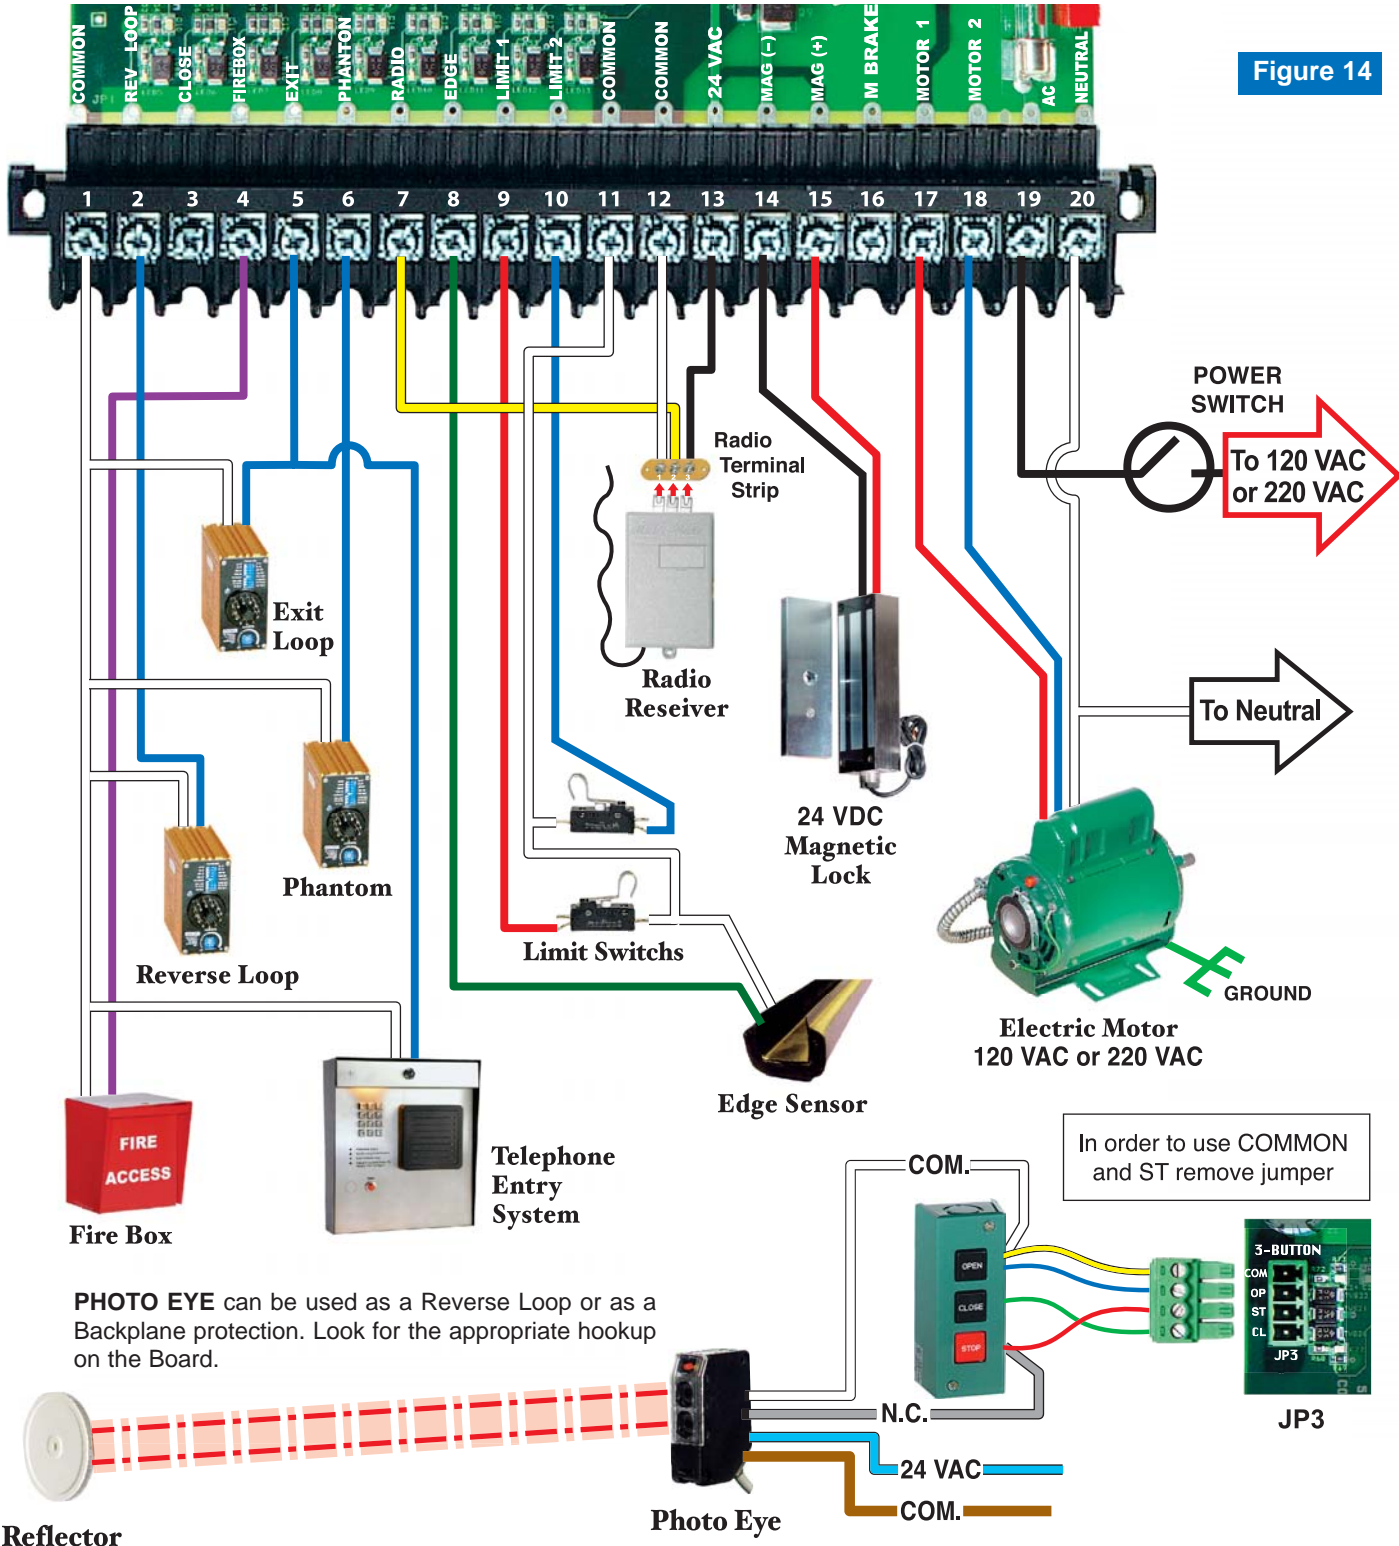 COMMON
REV LOOP
CLOSE
FIREBOX
EXIT
PHANTON
RADIO
EDGE
LIMIT 1
LIMIT 2
COMMON
COMMON
24 VAC
MAG (–)
MAG (+)
M BRAKE
MOTOR 1
MOTOR 2
AC
NEUTRAL
JP1
Figure 14
1 2 3 4 5 6 7 8 9 10 11 12 13 14 15 16 17 18 19 20
POWER
SWITCH
To 120 VAC
or 220 VAC
Radio
Terminal
Strip
Exit
Loop
Radio
Reseiver
To Neutral
24 VDC
Magnetic
Lock
Phantom
Limit Switchs
Reverse Loop
GROUND
Electric Motor
120 VAC or 220 VAC
Edge Sensor
FIRE
ACCESS
Fire Box
Telephone
Entry
System
In order to use COMMON
and ST remove jumper
COM.
OPEN
CLOSE
STOP
3-BUTTON
COM
OP
ST
CL
JP3
JP3
PHOTO EYE can be used as a Reverse Loop or as a
Backplane protection. Look for the appropriate hookup
on the Board.
N.C.
24 VAC
COM.
Photo Eye
Reflector